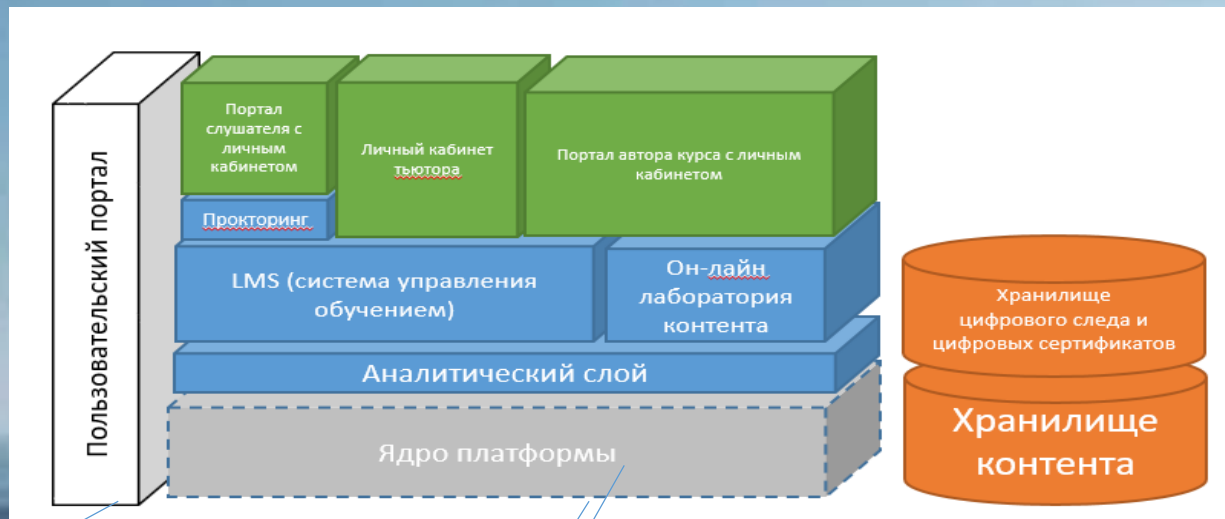 Пользовательский портал
Портал
слушателя с
личным
кабинетом
Личный кабинет
тьютора
Портал автора курса с личным
кабинетом
Прокторинг
LMS (система управления
обучением)
Он-лайн
лаборатория
контента
Аналитический слой
Ядро платформы
Хранилище
цифрового следа и
цифровых сертификатов
Хранилище
контента